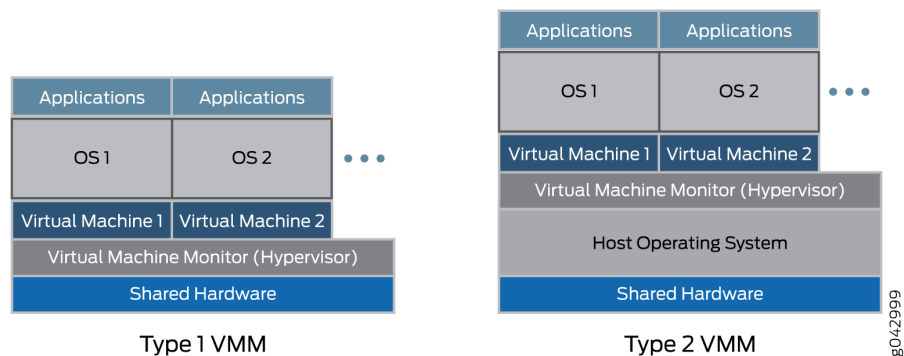 Applications Applications
OS 1 OS 2
Virtual Machine 1 Virtual Machine 2
Virtual Machine Monitor (Hypervisor)
Shared Hardware
Type 1 VMM
Applications Applications
OS 1 OS 2
Virtual Machine 1 Virtual Machine 2
Virtual Machine Monitor (Hypervisor)
Host Operating System
Shared Hardware
Type 2 VMM
g042999